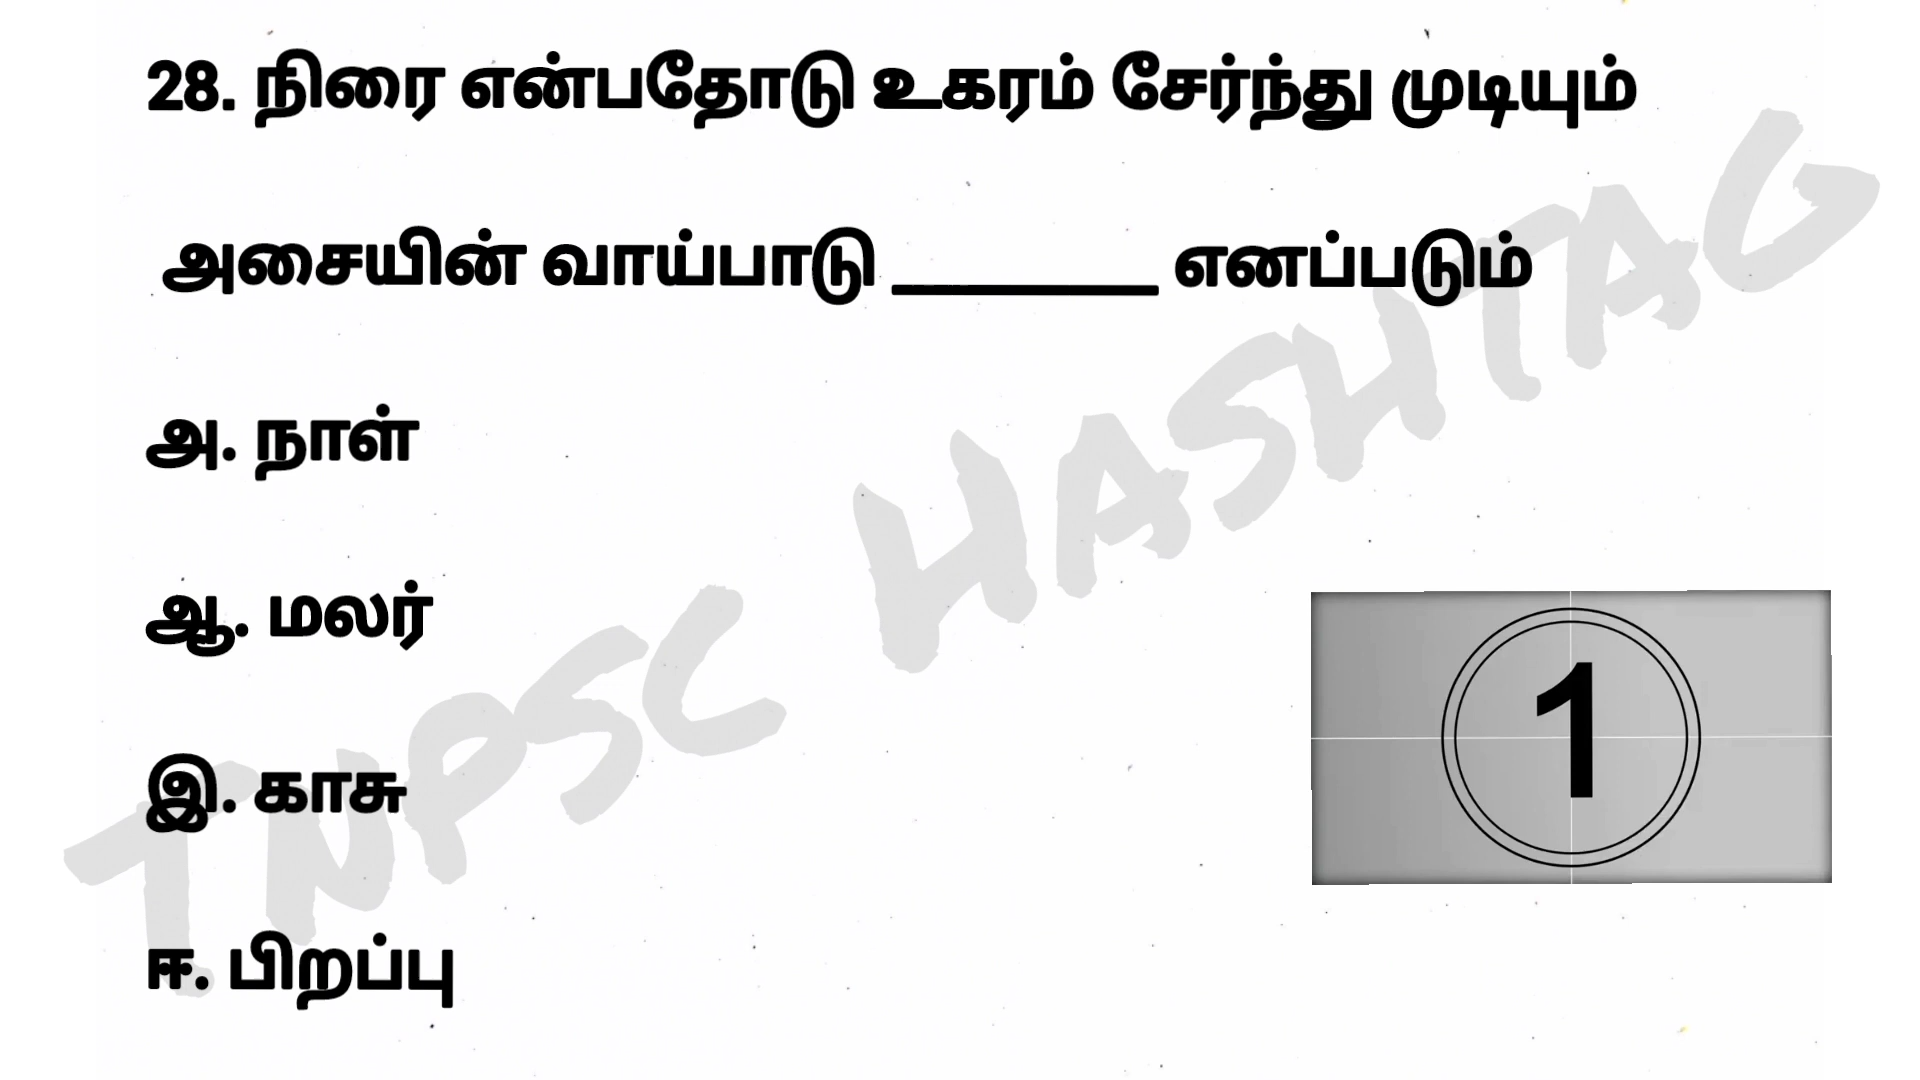 28. நிரை என்பதோடு உகரம் சேர்ந்து முடியும்
அசையின் வாய்பாடு ________ எனப்படும்
அ. நாள்
ஆ. மலர்
இ. காசு
ஈ. பிறப்பு
1
TNPSC HASHTAG